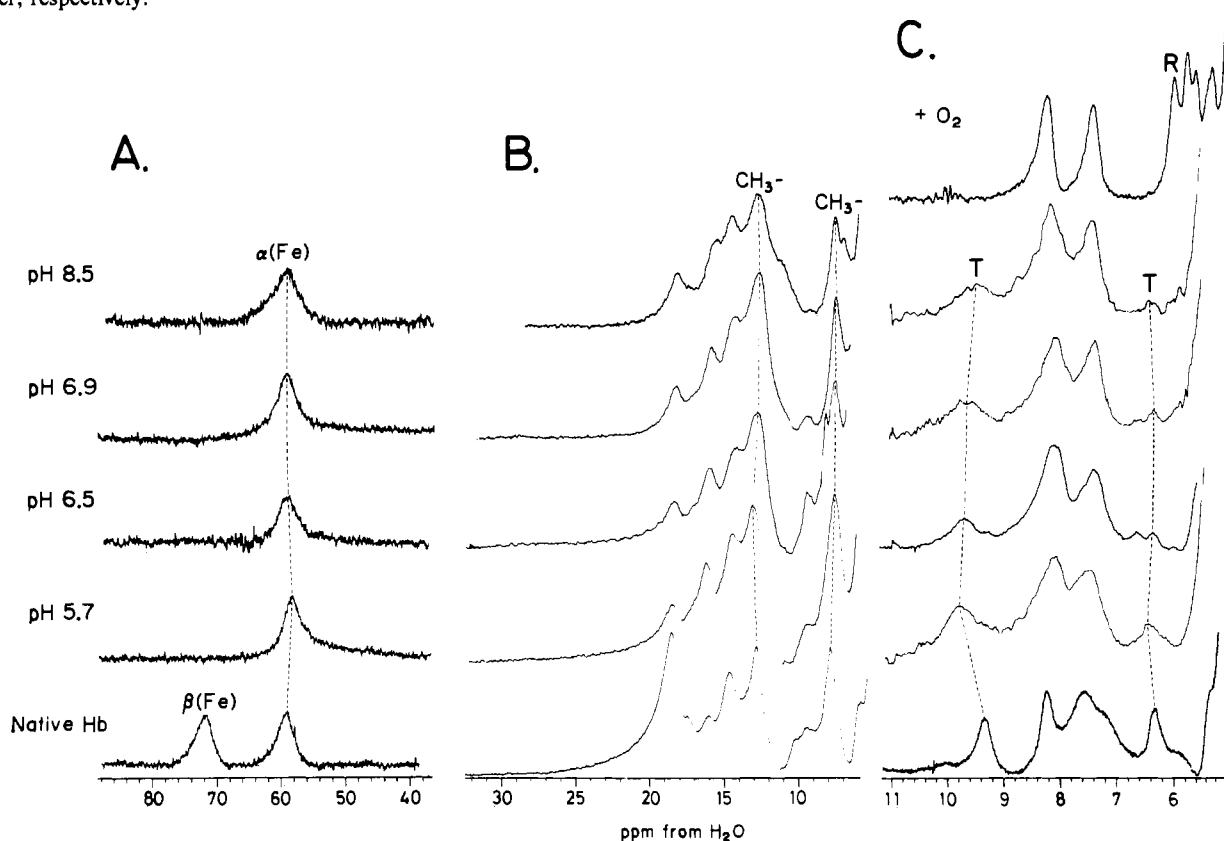 er, respectively.
A.
B.
C.
R
+ O₂
CH₃-
CH₃-
α(Fe)
pH 8.5
T
T
pH 6.9
pH 6.5
pH 5.7
β(Fe)
Native Hb
80 70 60 50 40
30 25 20 15 10
11 10 9 8 7 6
ppm from H₂O